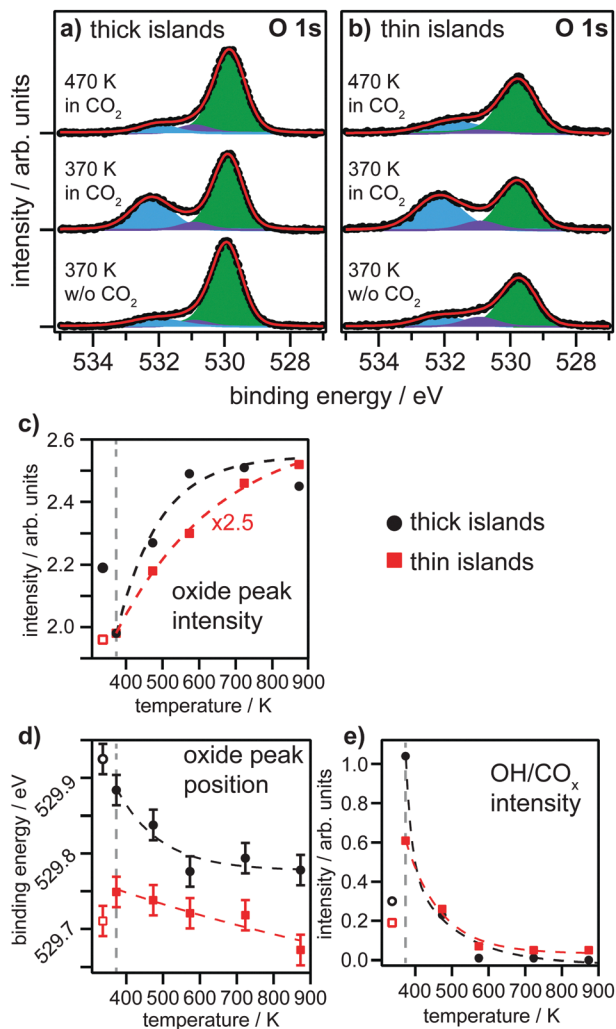 a) thick islands O 1s
470 K
in CO₂
370 K
in CO₂
370 K
w/o CO₂
intensity / arb. units
534 532 530 528
b) thin islands O 1s
470 K
in CO₂
370 K
in CO₂
370 K
w/o CO₂
534 532 530 528
binding energy / eV
c)
2.6
2.4
2.2
2.0
intensity / arb. units
x2.5
oxide peak
intensity
400 500 600 700 800 900
temperature / K
thick islands
thin islands
d)
oxide peak
position
529.9
529.8
529.7
binding energy / eV
400 500 600 700 800 900
temperature / K
e)
OH/COₓ
intensity
1.0
0.8
0.6
0.4
0.2
0.0
intensity / arb. units
400 500 600 700 800 900
temperature / K